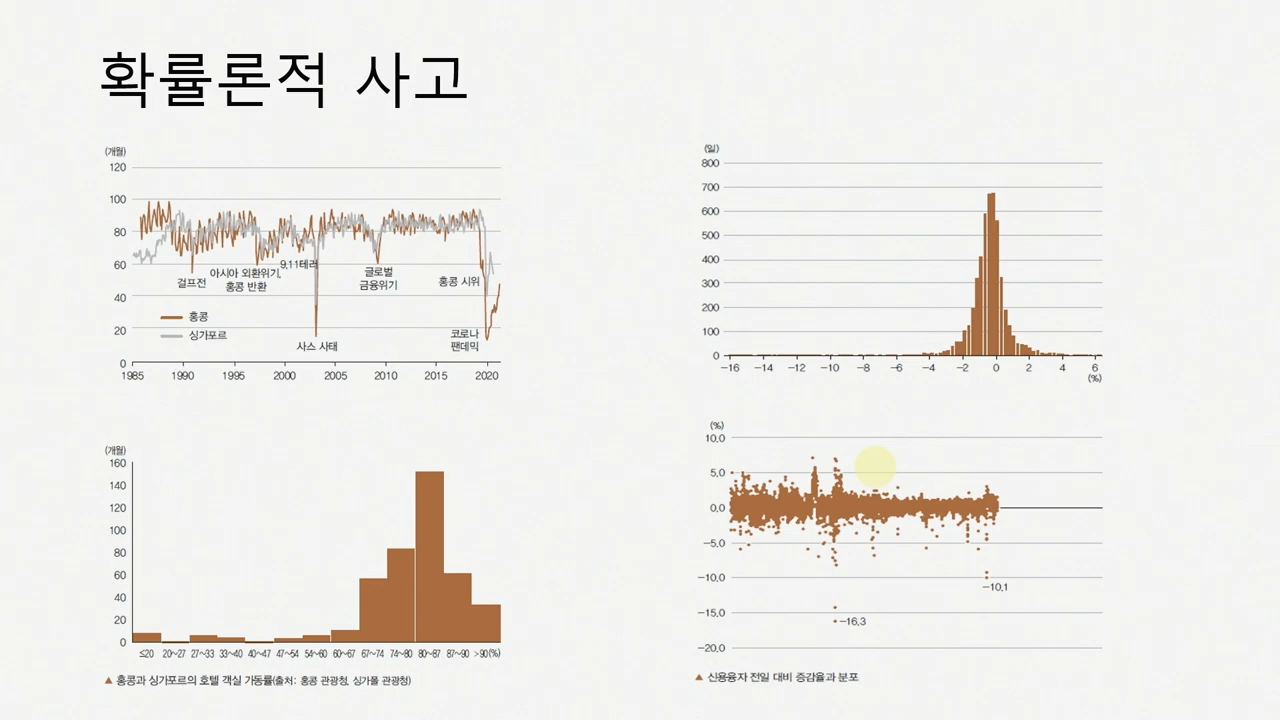 확률론적 사고
(개월)
120
100
80
60
40
20
0
걸프전
아시아 외환위기,
홍콩 반환
9.11테러
글로벌
금융위기
홍콩 시위
홍콩
싱가포르
사스 사태
코로나
팬데믹
1985 1990 1995 2000 2005 2010 2015 2020
(일)
800
700
600
500
400
300
200
100
0
−16 −14 −12 −10 −8 −6 −4 −2 0 2 4 6
(%)
(개월)
160
140
120
100
80
60
40
20
0
≤20 20~27 27~33 33~40 40~47 47~54 54~60 60~67 67~74 74~80 80~87 87~90 >90(%)
▲ 홍콩과 싱가포르의 호텔 객실 가동률(출처: 홍콩 관광청, 싱가폴 관광청)
(%)
10.0
5.0
0.0
−5.0
−10.0
−15.0
−20.0
−10.1
−16.3
▲ 신용융자 전일 대비 증감율과 분포